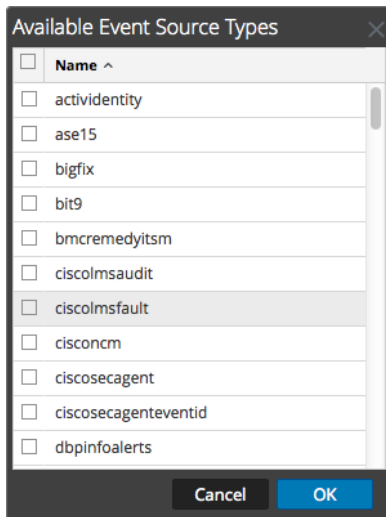 Available Event Source Types
Name
actividentity
ase15
bigfix
bit9
bmcremedyitsm
ciscolmsaudit
ciscolmsfault
cisconcm
ciscosecagent
ciscosecagenteventid
dbpinfoalerts
Cancel OK